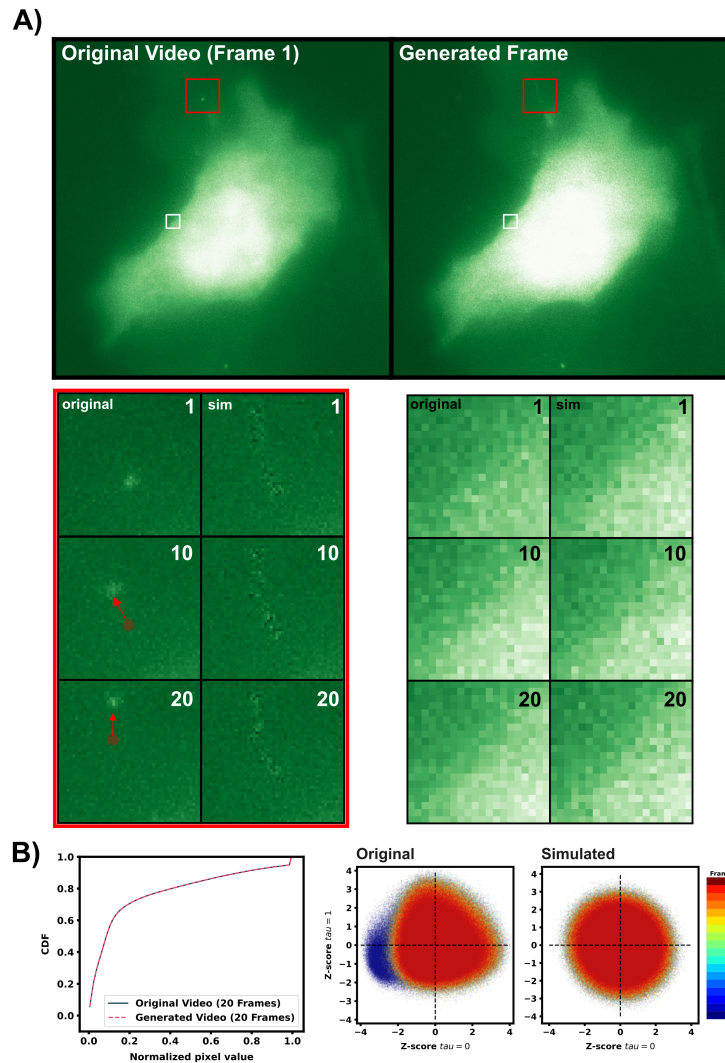 A)
Original Video (Frame 1)
Generated Frame
original
1
sim
1
10
10
20
20
original
1
sim
1
10
10
20
20
B)
1.0
0.8
0.6
0.4
0.2
0.0
CDF
0.0
0.2
0.4
0.6
0.8
1.0
Normalized pixel value
Original Video (20 Frames)
Generated Video (20 Frames)
Original
4
3
2
1
0
−1
−2
−3
−4
Z-score tau = 1
−4
−2
0
2
4
Z-score tau = 0
Simulated
4
3
2
1
0
−1
−2
−3
−4
−4
−2
0
2
4
Z-score tau = 0
Fram